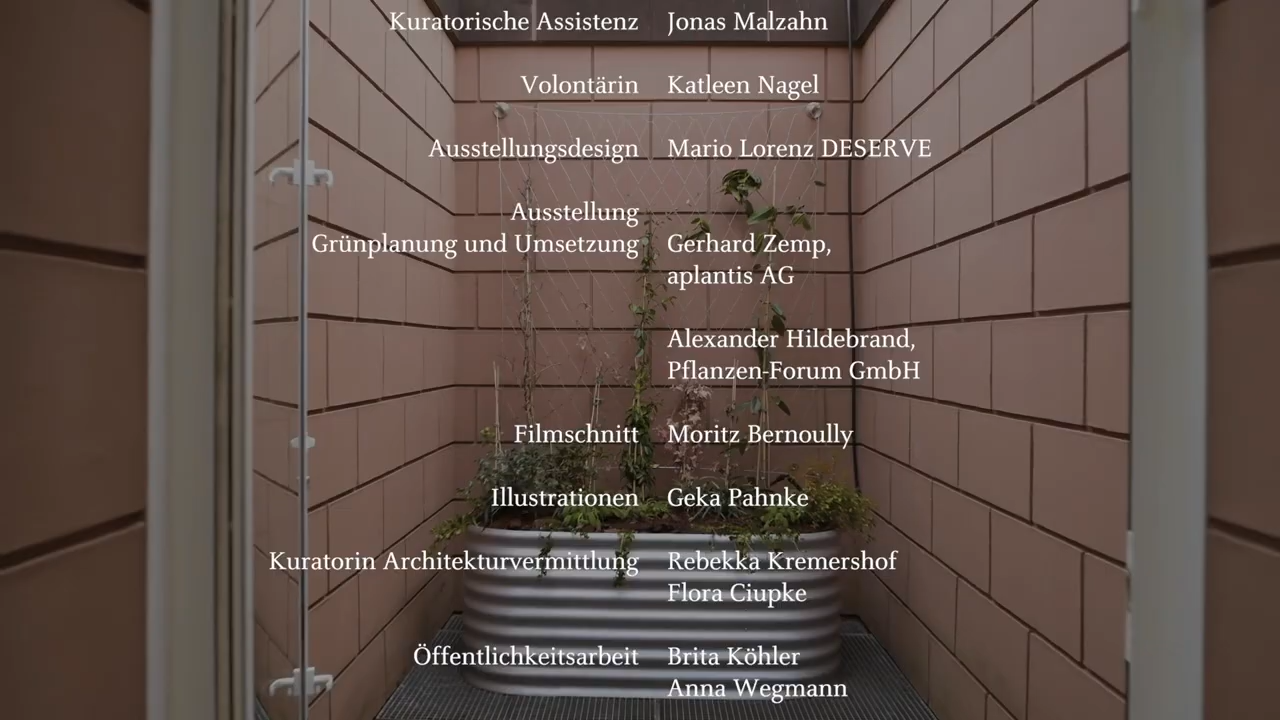 Kuratorische Assistenz Jonas Malzahn
Volontärin Katleen Nagel
Ausstellungsdesign Mario Lorenz DESERVE
Ausstellung
Grünplanung und Umsetzung Gerhard Zemp,
aplantis AG
Alexander Hildebrand,
Pflanzen-Forum GmbH
Filmschnitt Moritz Bernoully
Illustrationen Geka Pahnke
Kuratorin Architekturvermittlung Rebekka Kremershof
Flora Ciupke
Öffentlichkeitsarbeit Brita Köhler
Anna Wegmann